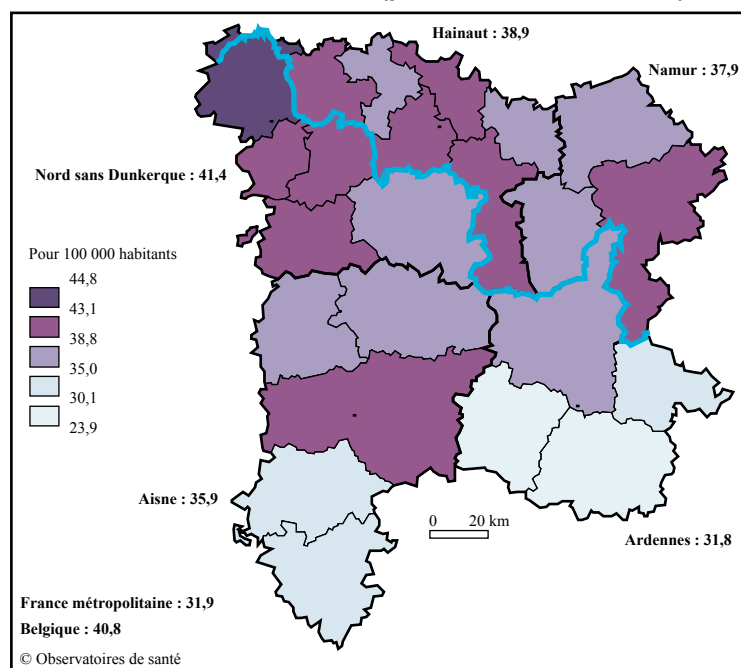 Hainaut : 38,9
Namur : 37,9
Nord sans Dunkerque : 41,4
Pour 100 000 habitants
44,8
43,1
38,8
35,0
30,1
23,9
Aisne : 35,9
0 20 km
Ardennes : 31,8
France métropolitaine : 31,9
Belgique : 40,8
© Observatoires de santé